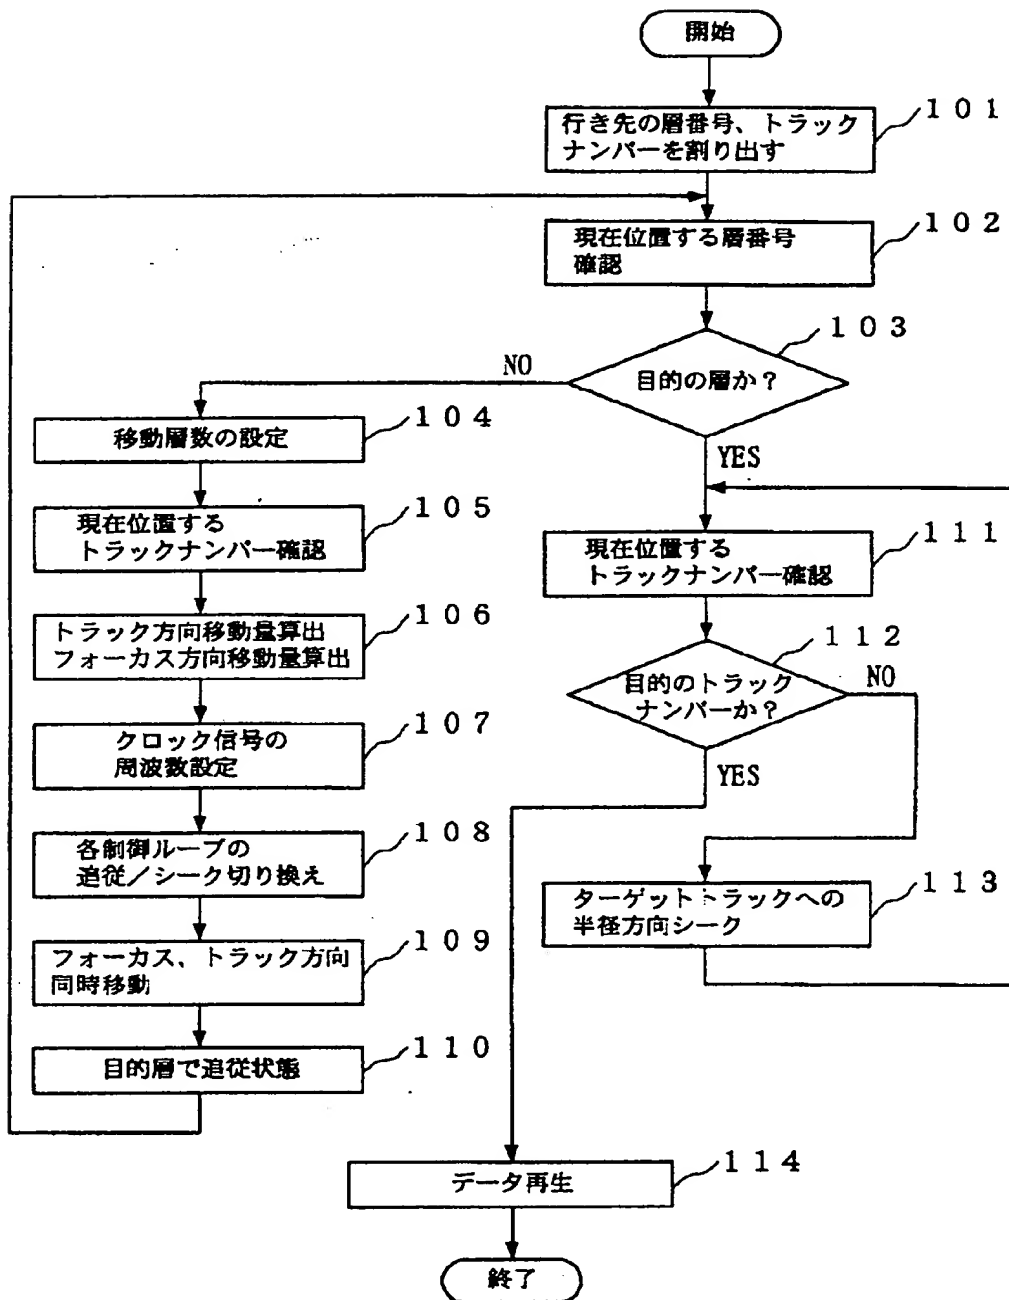 開始
行き先の層番号、トラック
ナンバーを割り出す
101
現在位置する層番号
確認
102
目的の層か?
103
NO
YES
移動層数の設定
104
現在位置する
トラックナンバー確認
105
トラック方向移動量算出
フォーカス方向移動量算出
106
クロック信号の
周波数設定
107
各制御ループの
追従/シーク切り換え
108
フォーカス、トラック方向
同時移動
109
目的層で追従状態
110
現在位置する
トラックナンバー確認
111
目的のトラック
ナンバーか?
112
NO
YES
ターゲットトラックへの
半径方向シーク
113
データ再生
114
終了